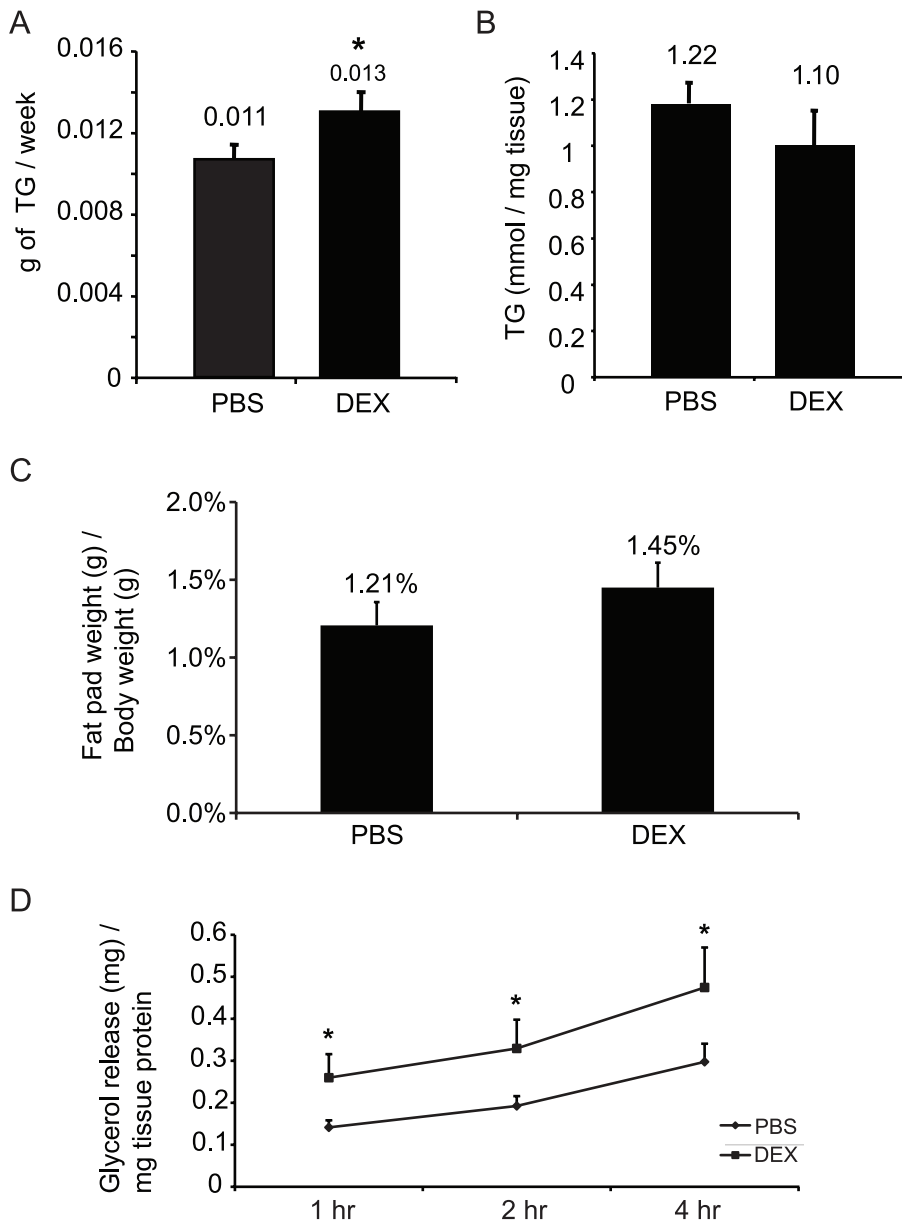 A
g of TG / week
0.016
0.012
0.008
0.004
0
0.011
*
0.013
PBS
DEX
B
TG (mmol / mg tissue)
1.4
1.2
1
0.8
0.6
0.4
0.2
0
1.22
1.10
PBS
DEX
C
Fat pad weight (g) /
Body weight (g)
2.0%
1.5%
1.0%
0.5%
0.0%
1.21%
1.45%
PBS
DEX
D
Glycerol release (mg) /
mg tissue protein
0.6
0.5
0.4
0.3
0.2
0.1
0
*
*
*
PBS
DEX
1 hr
2 hr
4 hr